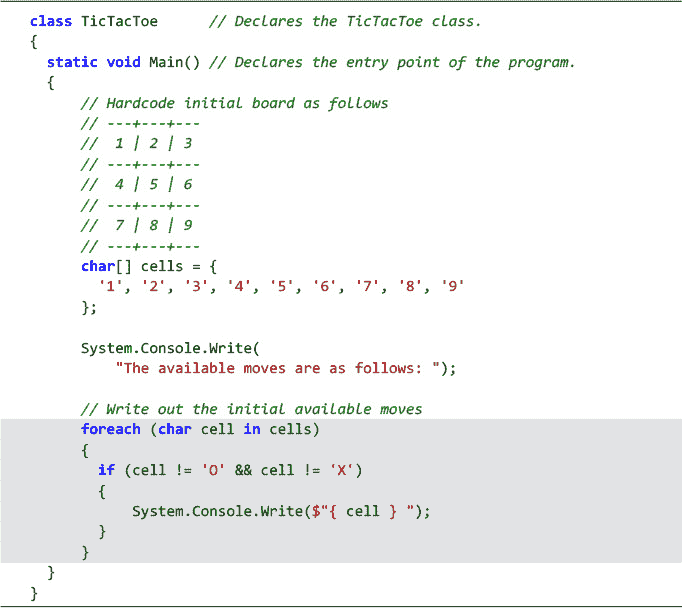 class TicTacToe      // Declares the TicTacToe class.
{
  static void Main() // Declares the entry point of the program.
  {
      // Hardcode initial board as follows
      // ---+---+---
      //  1 | 2 | 3
      // ---+---+---
      //  4 | 5 | 6
      // ---+---+---
      //  7 | 8 | 9
      // ---+---+---
      char[] cells = {
        '1', '2', '3', '4', '5', '6', '7', '8', '9'
      };

      System.Console.Write(
          "The available moves are as follows: ");

      // Write out the initial available moves
      foreach (char cell in cells)
      {
        if (cell != 'O' && cell != 'X')
        {
            System.Console.Write($"{ cell } ");
        }
      }
  }
}